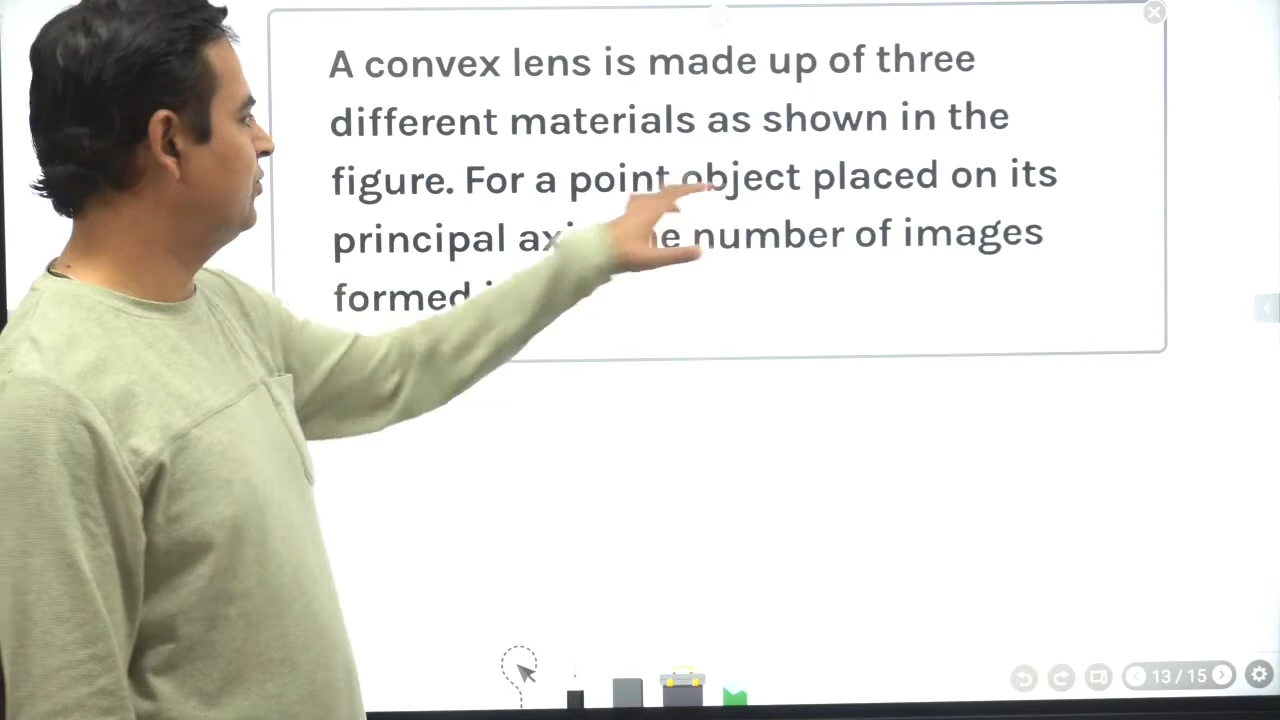 A convex lens is made up of three
different materials as shown in the
figure. For a point object placed on its
principal number of images
formed
13 / 15